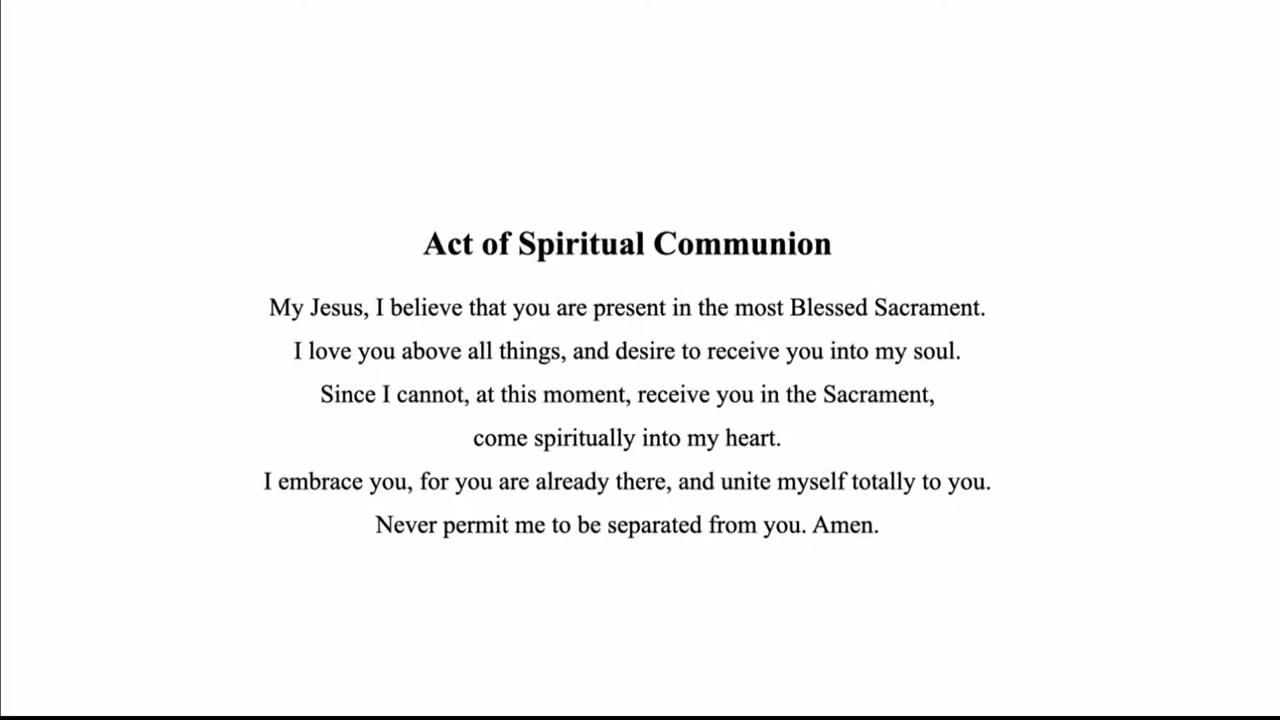 Act of Spiritual Communion
My Jesus, I believe that you are present in the most Blessed Sacrament.
I love you above all things, and desire to receive you into my soul.
Since I cannot, at this moment, receive you in the Sacrament,
come spiritually into my heart.
I embrace you, for you are already there, and unite myself totally to you.
Never permit me to be separated from you. Amen.